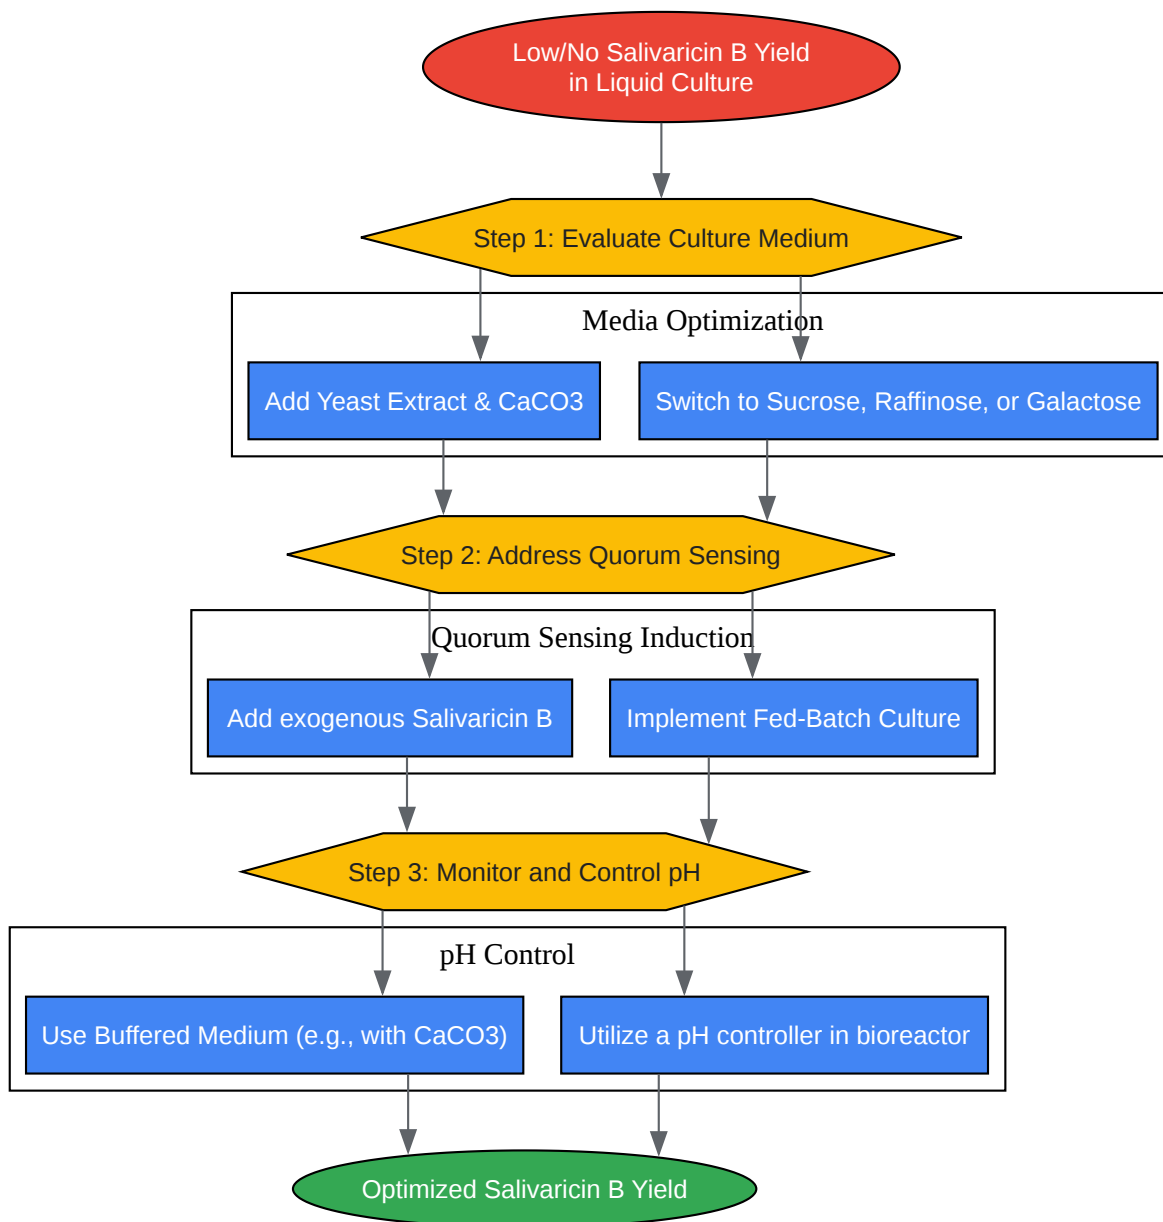 Low/No Salivaricin B Yield
in Liquid Culture
Step 1: Evaluate Culture Medium
Media Optimization
Add Yeast Extract & CaCO3
Switch to Sucrose, Raffinose, or Galactose
Step 2: Address Quorum Sensing
Quorum Sensing Induction
Add exogenous Salivaricin B
Implement Fed-Batch Culture
Step 3: Monitor and Control pH
pH Control
Use Buffered Medium (e.g., with CaCO3)
Utilize a pH controller in bioreactor
Optimized Salivaricin B Yield